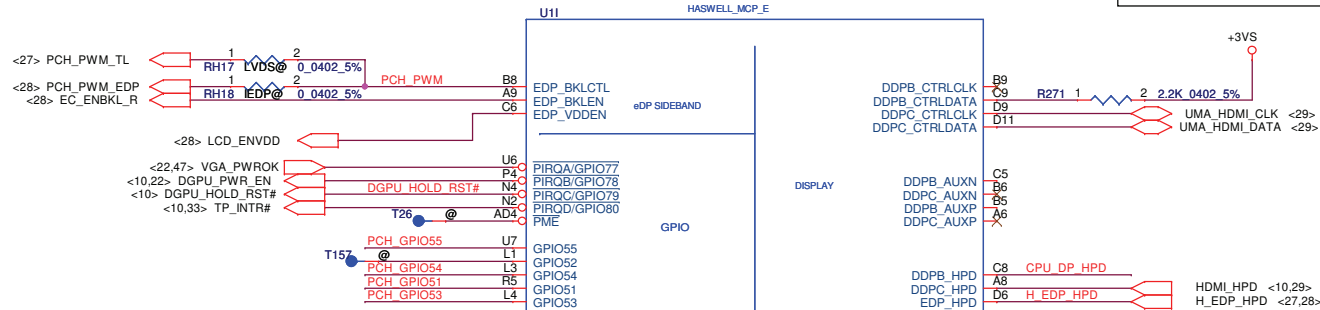 U1I
HASWELL_MCP_E
+3VS
<27> PCH_PWM_TL
1 2
RH17 LVDS@ 0_0402_5%
<28> PCH_PWM_EDP
1 2
RH18 IEDP@ 0_0402_5%
<28> EC_ENBKL_R
PCH_PWM
B8 EDP_BKLCTL
A9 EDP_BKLEN
C6 EDP_VDDEN
eDP SIDEBAND
<28> LCD_ENVDD
DDPB_CTRLCLK B9
DDPB_CTRLDATA C9
DDPC_CTRLCLK D9
DDPC_CTRLDATA D11
R271 1 2 2.2K_0402_5%
UMA_HDMI_CLK <29>
UMA_HDMI_DATA <29>
<22,47> VGA_PWROK
<10,22> DGPU_PWR_EN
<10> DGPU_HOLD_RST#
<10,33> TP_INTR#
DGPU_HOLD_RST#
T26 @
U6 PIRQA/GPIO77
P4 PIRQB/GPIO78
N4 PIRQC/GPIO79
N2 PIRQD/GPIO80
AD4 PME
DISPLAY
DDPB_AUXN C5
DDPC_AUXN B6
DDPB_AUXP B5
DDPC_AUXP A6
GPIO
T157 @
PCH_GPIO55 U7 GPIO55
L1 GPIO52
PCH_GPIO54 L3 GPIO54
PCH_GPIO51 R5 GPIO51
PCH_GPIO53 L4 GPIO53
DDPB_HPD C8 CPU_DP_HPD
DDPC_HPD A8 HDMI_HPD <10,29>
EDP_HPD D6 H_EDP_HPD H_EDP_HPD <27,28>